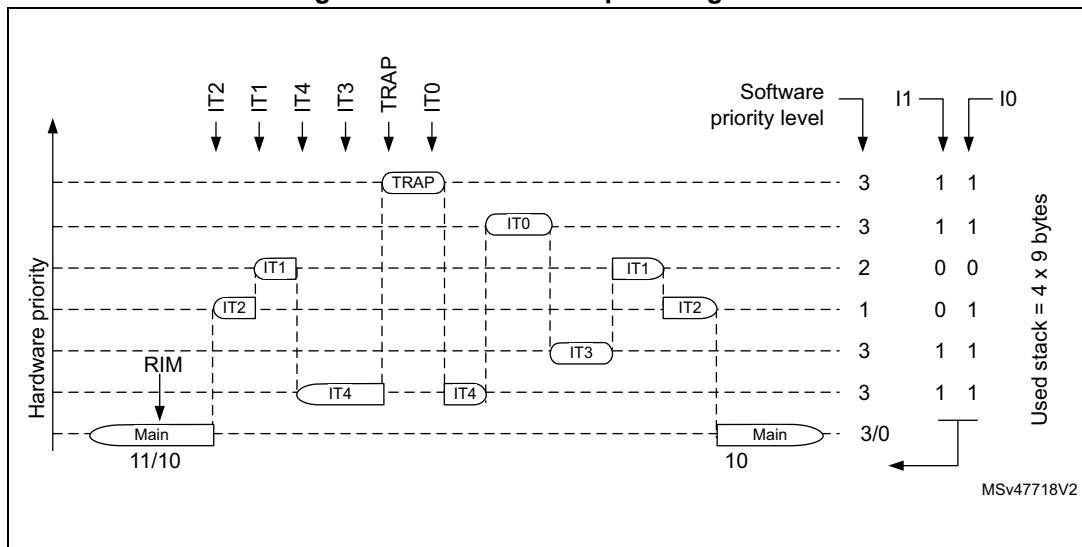 IT2
IT1
IT4
IT3
TRAP
IT0
Software
priority level
I1
I0
TRAP
3
1 1
IT0
3
1 1
IT1
IT1
2
0 0
IT2
IT2
1
0 1
IT3
3
1 1
RIM
IT4
IT4
3
1 1
Main
Main
3/0
11/10
10
Hardware priority
Used stack = 4 x 9 bytes
MSv47718V2